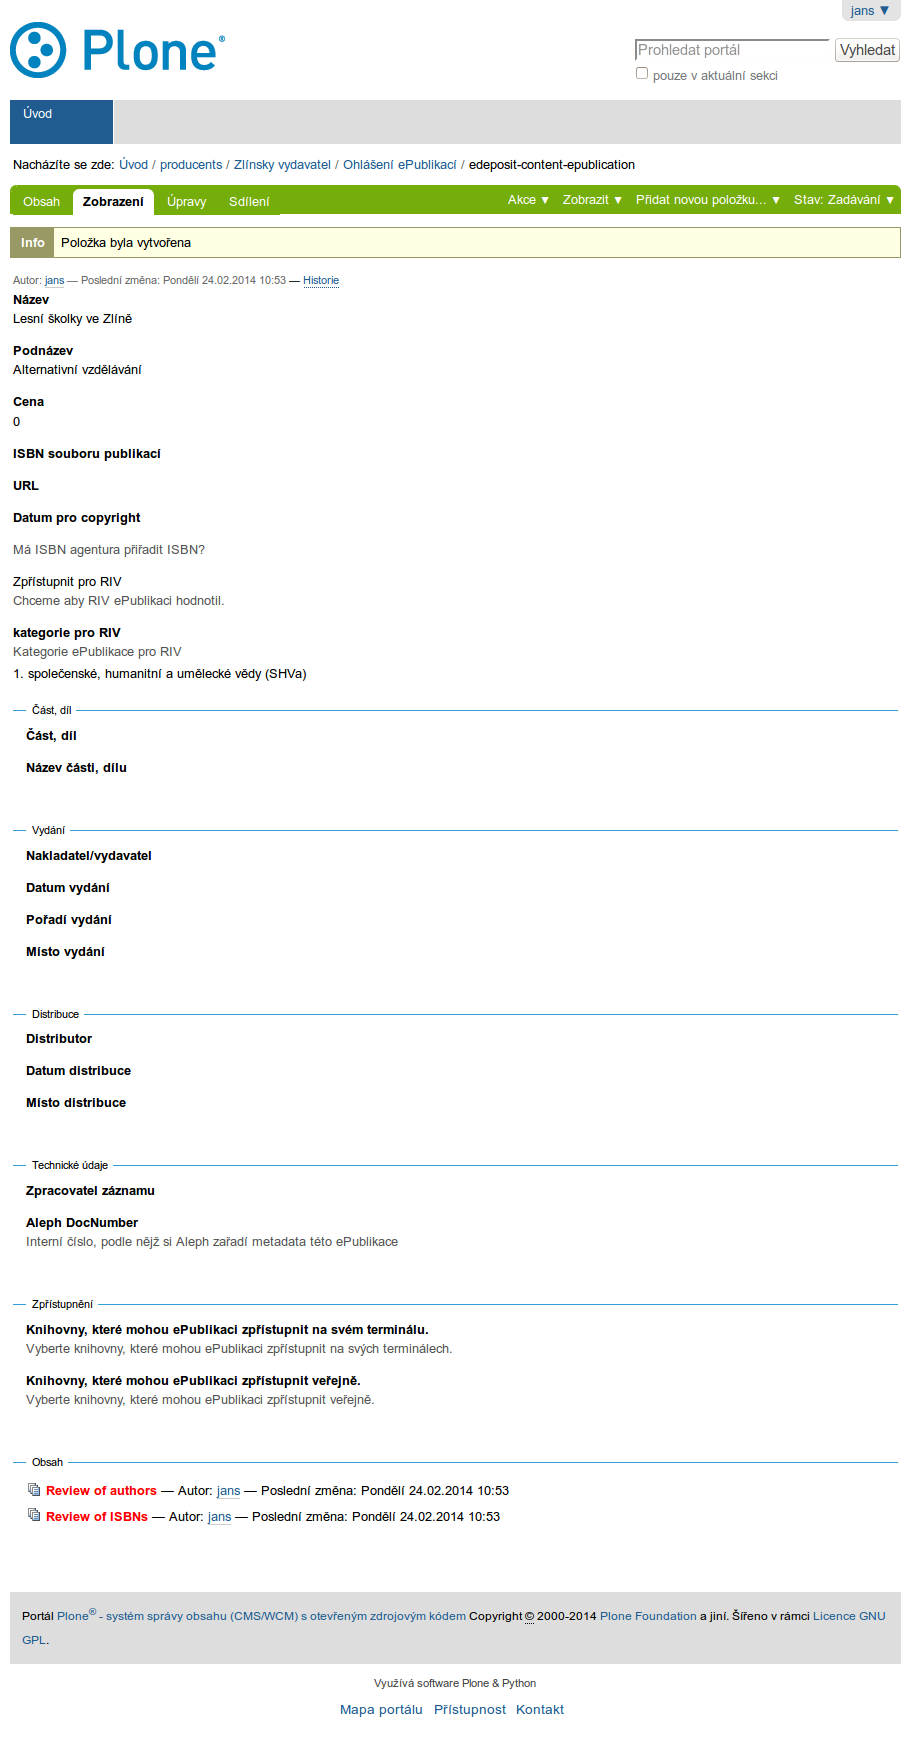 jans ▼
Plone®
Prohledat portál
Vyhledat
pouze v aktuální sekci
Úvod
Nacházíte se zde: Úvod / producents / Zlínsky vydavatel / Ohlášení ePublikací / edeposit-content-epublication
Obsah Zobrazení Úpravy Sdílení Akce ▼ Zobrazit ▼ Přidat novou položku... ▼ Stav: Zadávání ▼
Info Položka byla vytvořena
Autor: jans — Poslední změna: Pondělí 24.02.2014 10:53 — Historie
Název
Lesní školky ve Zlíně
Podnázev
Alternativní vzdělávání
Cena
0
ISBN souboru publikací
URL
Datum pro copyright
Má ISBN agentura přiřadit ISBN?
Zpřístupnit pro RIV
Chceme aby RIV ePublikaci hodnotil.
kategorie pro RIV
Kategorie ePublikace pro RIV
1. společenské, humanitní a umělecké vědy (SHVa)
Část, díl
Část, díl
Název části, dílu
Vydání
Nakladatel/vydavatel
Datum vydání
Pořadí vydání
Místo vydání
Distribuce
Distributor
Datum distribuce
Místo distribuce
Technické údaje
Zpracovatel záznamu
Aleph DocNumber
Interní číslo, podle nějž si Aleph zařadí metadata této ePublikace
Zpřístupnění
Knihovny, které mohou ePublikaci zpřístupnit na svém terminálu.
Vyberte knihovny, které mohou ePublikaci zpřístupnit na svých terminálech.
Knihovny, které mohou ePublikaci zpřístupnit veřejně.
Vyberte knihovny, které mohou ePublikaci zpřístupnit veřejně.
Obsah
Review of authors — Autor: jans — Poslední změna: Pondělí 24.02.2014 10:53
Review of ISBNs — Autor: jans — Poslední změna: Pondělí 24.02.2014 10:53
Portál Plone® - systém správy obsahu (CMS/WCM) s otevřeným zdrojovým kódem Copyright © 2000-2014 Plone Foundation a jiní. Šířeno v rámci Licence GNU
GPL.
Využívá software Plone & Python
Mapa portálu Přístupnost Kontakt